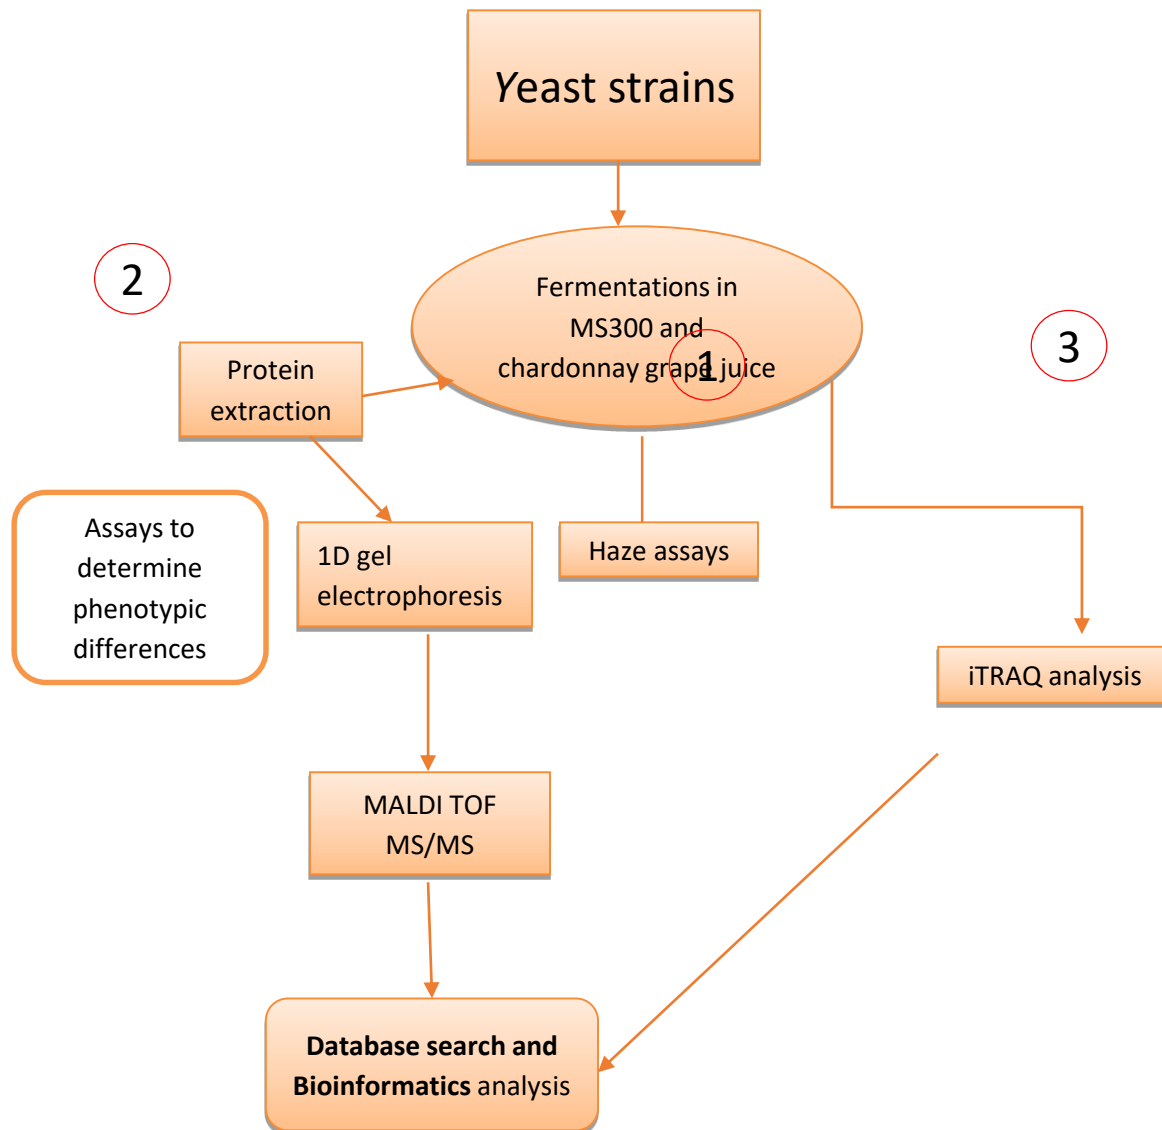 Yeast strains
2
Fermentations in
MS300 and
chardonnay grape juice
1
3
Protein
extraction
Assays to
determine
phenotypic
differences
1D gel
electrophoresis
Haze assays
iTRAQ analysis
MALDI TOF
MS/MS
Database search and
Bioinformatics analysis